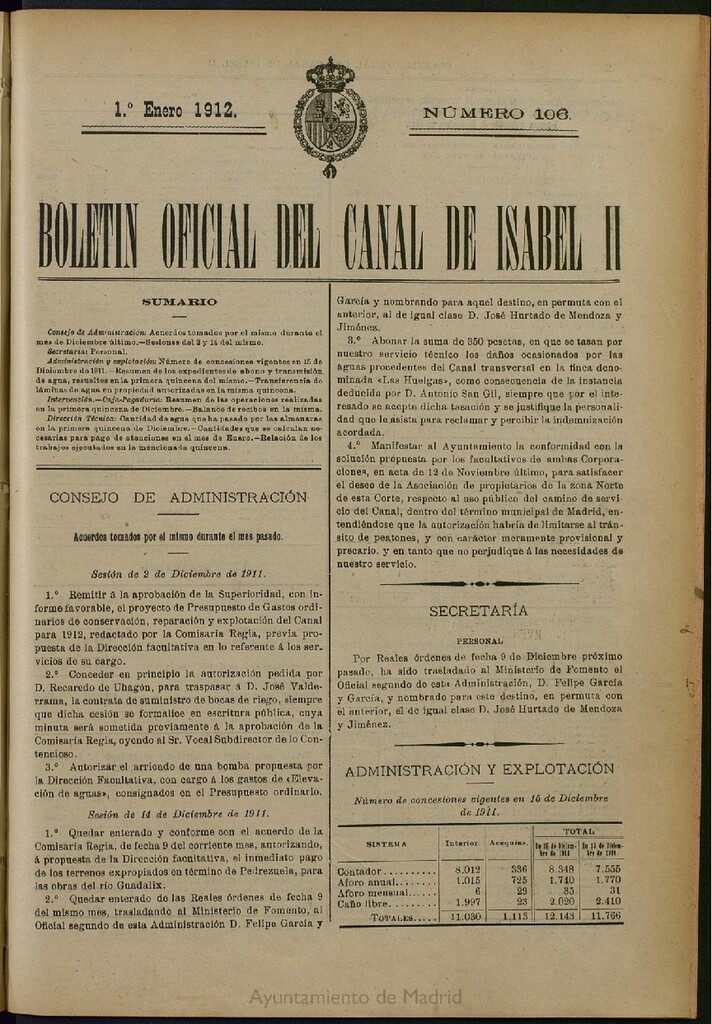 1.º Enero 1912.
NÚMERO 106.
BOLETIN OFICIAL DEL CANAL DE ISABEL II
SUMARIO
Consejo de Administración: Acuerdos tomados por el mismo durante el
mes de Diciembre último.—Sesiones del 2 y 14 del mismo.
Secretaría: Personal.
Administración y explotación: Número de concesiones vigentes en 15 de
Diciembre de 1911.—Resumen de los expedientes de abono y transmisión
de agua, resueltos en la primera quincena del mismo.—Transferencia de
láminas de agua en propiedad autorizadas en la misma quincena.
Intervención.—Caja-Pagaduría: Resumen de las operaciones realizadas
en la primera quincena de Diciembre.—Balance de recibos en la misma.
Dirección Técnica: Cantidad de agua que ha pasado por las almenaras
en la primera quincena de Diciembre.—Cantidades que se calculan ne-
cesarias para pago de atenciones en el mes de Enero.—Relación de los
trabajos ejecutados en la mencionada quincena.
CONSEJO DE ADMINISTRACIÓN
Acuerdos tomados por el mismo durante el mes pasado.
Sesión de 2 de Diciembre de 1911.
1.º Remitir á la aprobación de la Superioridad, con in-
forme favorable, el proyecto de Presupuesto de Gastos ordi-
narios de conservación, reparación y explotación del Canal
para 1912, redactado por la Comisaría Regia, previa pro-
puesta de la Dirección facultativa en lo referente á los ser-
vicios de su cargo.
2.º Conceder en principio la autorización pedida por
D. Recaredo de Uhagón, para traspasar á D. José Valde-
rrama, la contrata de suministro de bocas de riego, siempre
que dicha cesión se formalice en escritura pública, cuya
minuta será sometida previamente á la aprobación de la
Comisaría Regia, oyendo al Sr. Vocal Subdirector de lo Con-
tencioso.
3.º Autorizar el arriendo de una bomba propuesta por
la Dirección Facultativa, con cargo á los gastos de «Eleva-
ción de aguas», consignados en el Presupuesto ordinario.
Sesión de 14 de Diciembre de 1911.
1.º Quedar enterado y conforme con el acuerdo de la
Comisaría Regia, de fecha 9 del corriente mes, autorizando,
á propuesta de la Dirección facultativa, el inmediato pago
de los terrenos expropiados en término de Pedrezuela, para
las obras del río Guadalix.
2.º Quedar enterado de las Reales órdenes de fecha 9
del mismo mes, trasladando al Ministerio de Fomento, al
Oficial segundo de esta Administración D. Felipe García y
García y nombrando para aquel destino, en permuta con el
anterior, al de igual clase D. José Hurtado de Mendoza y
Jiménez.
3.º Abonar la suma de 350 pesetas, en que se tasan por
nuestro servicio técnico los daños ocasionados por las
aguas procedentes del Canal transversal en la finca deno-
minada «Las Huelgas», como consecuencia de la instancia
deducida por D. Antonio San Gil, siempre que por el inte-
resado se acepte dicha tasación y se justifique la personali-
dad que le asista para reclamar y percibir la indemnización
acordada.
4.º Manifestar al Ayuntamiento la conformidad con la
solución propuesta por los facultativos de ambas Corpora-
ciones, en acta de 12 de Noviembre último, para satisfacer
el deseo de la Asociación de propietarios de la zona Norte
de esta Corte, respecto al uso público del camino de servi-
cio del Canal, dentro del término municipal de Madrid, en-
tendiéndose que la autorización habría de limitarse al trán-
sito de peatones, y con carácter meramente provisional y
precario, y en tanto que no perjudique á las necesidades de
nuestro servicio.
SECRETARÍA
PERSONAL
Por Reales órdenes de fecha 9 de Diciembre próximo
pasado, ha sido trasladado al Ministerio de Fomento el
Oficial segundo de esta Administración, D. Felipe García
y García, y nombrado para este destino, en permuta con
el anterior, el de igual clase D. José Hurtado de Mendoza
y Jiménez.
ADMINISTRACIÓN Y EXPLOTACIÓN
Número de concesiones vigentes en 15 de Diciembre
de 1911.
SISTEMA Interior. Acequias. TOTAL
En 15 de Diciem-bre de 1911 En 15 de Diciem-bre de 1910.
Contador.......... 8.012 336 8.348 7.555
Aforo anual....... 1.015 725 1.740 1.770
Aforo mensual..... 6 29 35 31
Caño libre........ 1.997 23 2.020 2.410
TOTALES..... 11.030 1.113 12.143 11.766
Ayuntamiento de Madrid